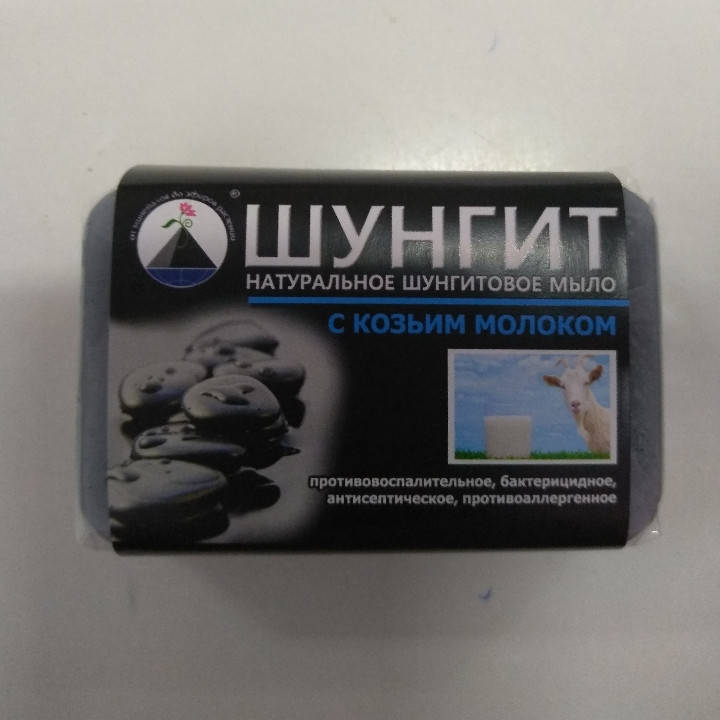 ®
ШУНГИТ
НАТУРАЛЬНОЕ ШУНГИТОВОЕ МЫЛО
С КОЗЬИМ МОЛОКОМ
противовоспалительное, бактерицидное,
антисептическое, противоаллергенное